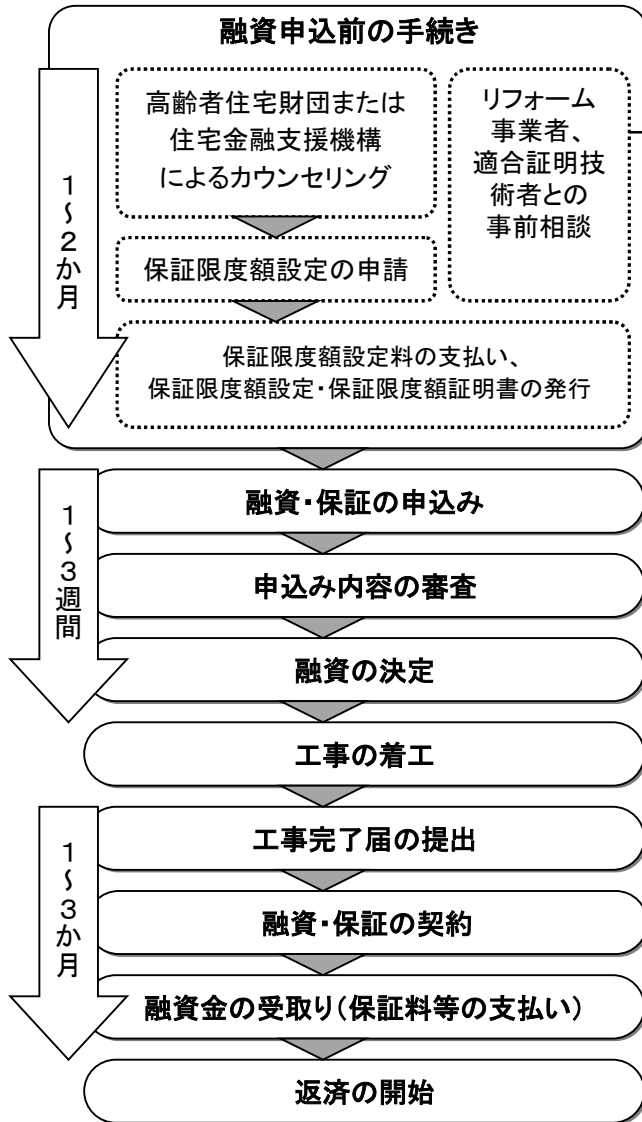 融資申込前の手続き
1～2か月
高齢者住宅財団または
住宅金融支援機構
によるカウンセリング
リフォーム
事業者、
適合証明技
術者との
事前相談
保証限度額設定の申請
保証限度額設定料の支払い、
保証限度額設定・保証限度額証明書の発行
1～3週間
融資・保証の申込み
申込み内容の審査
融資の決定
工事の着工
1～3か月
工事完了届の提出
融資・保証の契約
融資金の受取り（保証料等の支払い）
返済の開始